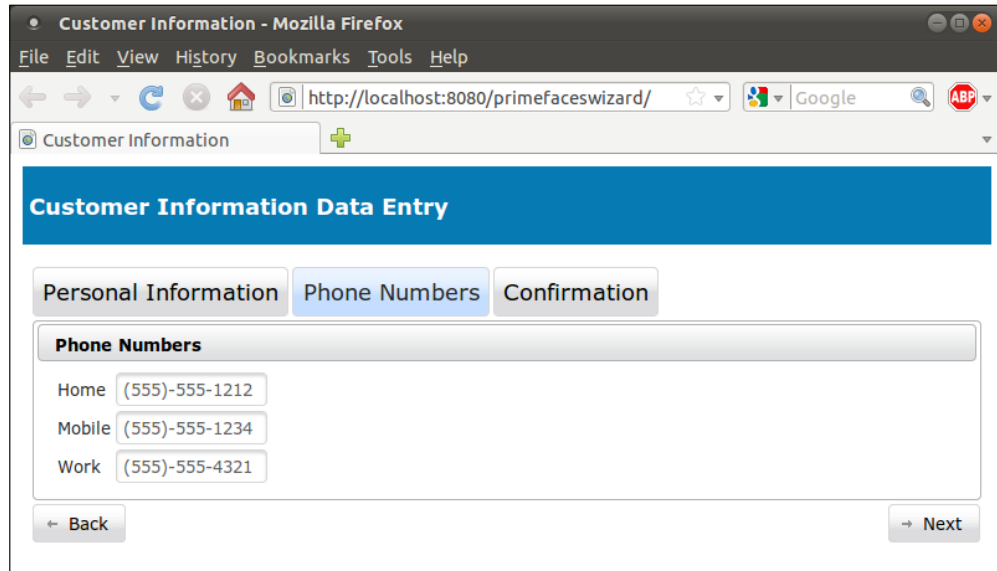 Customer Information - Mozilla Firefox
File Edit View History Bookmarks Tools Help
http://localhost:8080/primefaceswizard/ Google ABP
Customer Information
Customer Information Data Entry
Personal Information Phone Numbers Confirmation
Phone Numbers
Home (555)-555-1212
Mobile (555)-555-1234
Work (555)-555-4321
← Back → Next